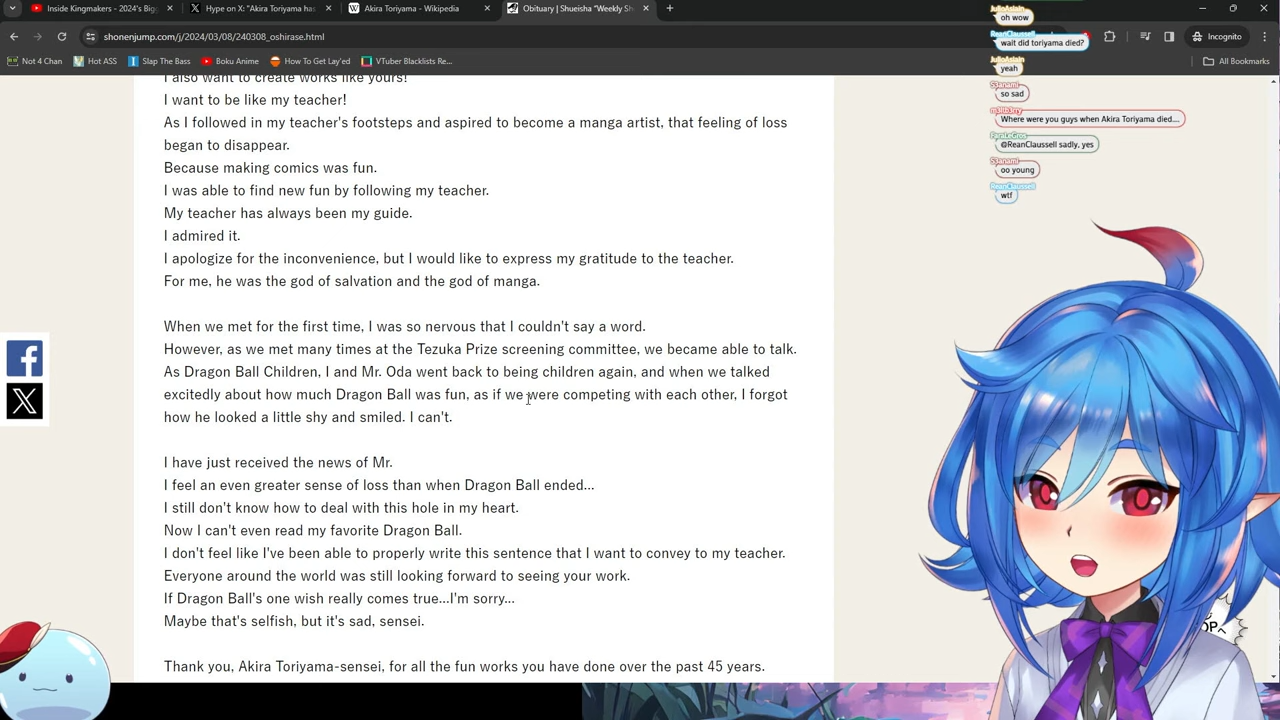 Inside Kingmakers - 2024's Bigg
Hype on X: "Akira Toriyama has
Akira Toriyama - Wikipedia
Obituary | Shueisha "Weekly Sh
shonenjump.com/j/2024/03/08/240308_oshirase.html
Incognito
Not 4 Chan
Hot ASS
Slap The Bass
Roku Anime
How To Get Layed
VTuber Blacklists Re...
All Bookmarks
I also want to create works like yours!
I want to be like my teacher!
As I followed in my teacher's footsteps and aspired to become a manga artist, that feeling of loss
began to disappear.
Because making comics was fun.
I was able to find new fun by following my teacher.
My teacher has always been my guide.
I admired it.
I apologize for the inconvenience, but I would like to express my gratitude to the teacher.
For me, he was the god of salvation and the god of manga.
When we met for the first time, I was so nervous that I couldn't say a word.
However, as we met many times at the Tezuka Prize screening committee, we became able to talk.
As Dragon Ball Children, I and Mr. Oda went back to being children again, and when we talked
excitedly about how much Dragon Ball was fun, as if we were competing with each other, I forgot
how he looked a little shy and smiled. I can't.
I have just received the news of Mr.
I feel an even greater sense of loss than when Dragon Ball ended...
I still don't know how to deal with this hole in my heart.
Now I can't even read my favorite Dragon Ball.
I don't feel like I've been able to properly write this sentence that I want to convey to my teacher.
Everyone around the world was still looking forward to seeing your work.
If Dragon Ball's one wish really comes true...I'm sorry...
Maybe that's selfish, but it's sad, sensei.
Thank you, Akira Toriyama-sensei, for all the fun works you have done over the past 45 years.
JulioAslain
oh wow
ReanClaussell
wait did toriyama died?
JulioAslain
yeah
S3anami
so sad
Where were you guys when Akira Toriyama died....
@ReanClaussell sadly, yes
S3anami
oo young
ReanClaussell
wtf